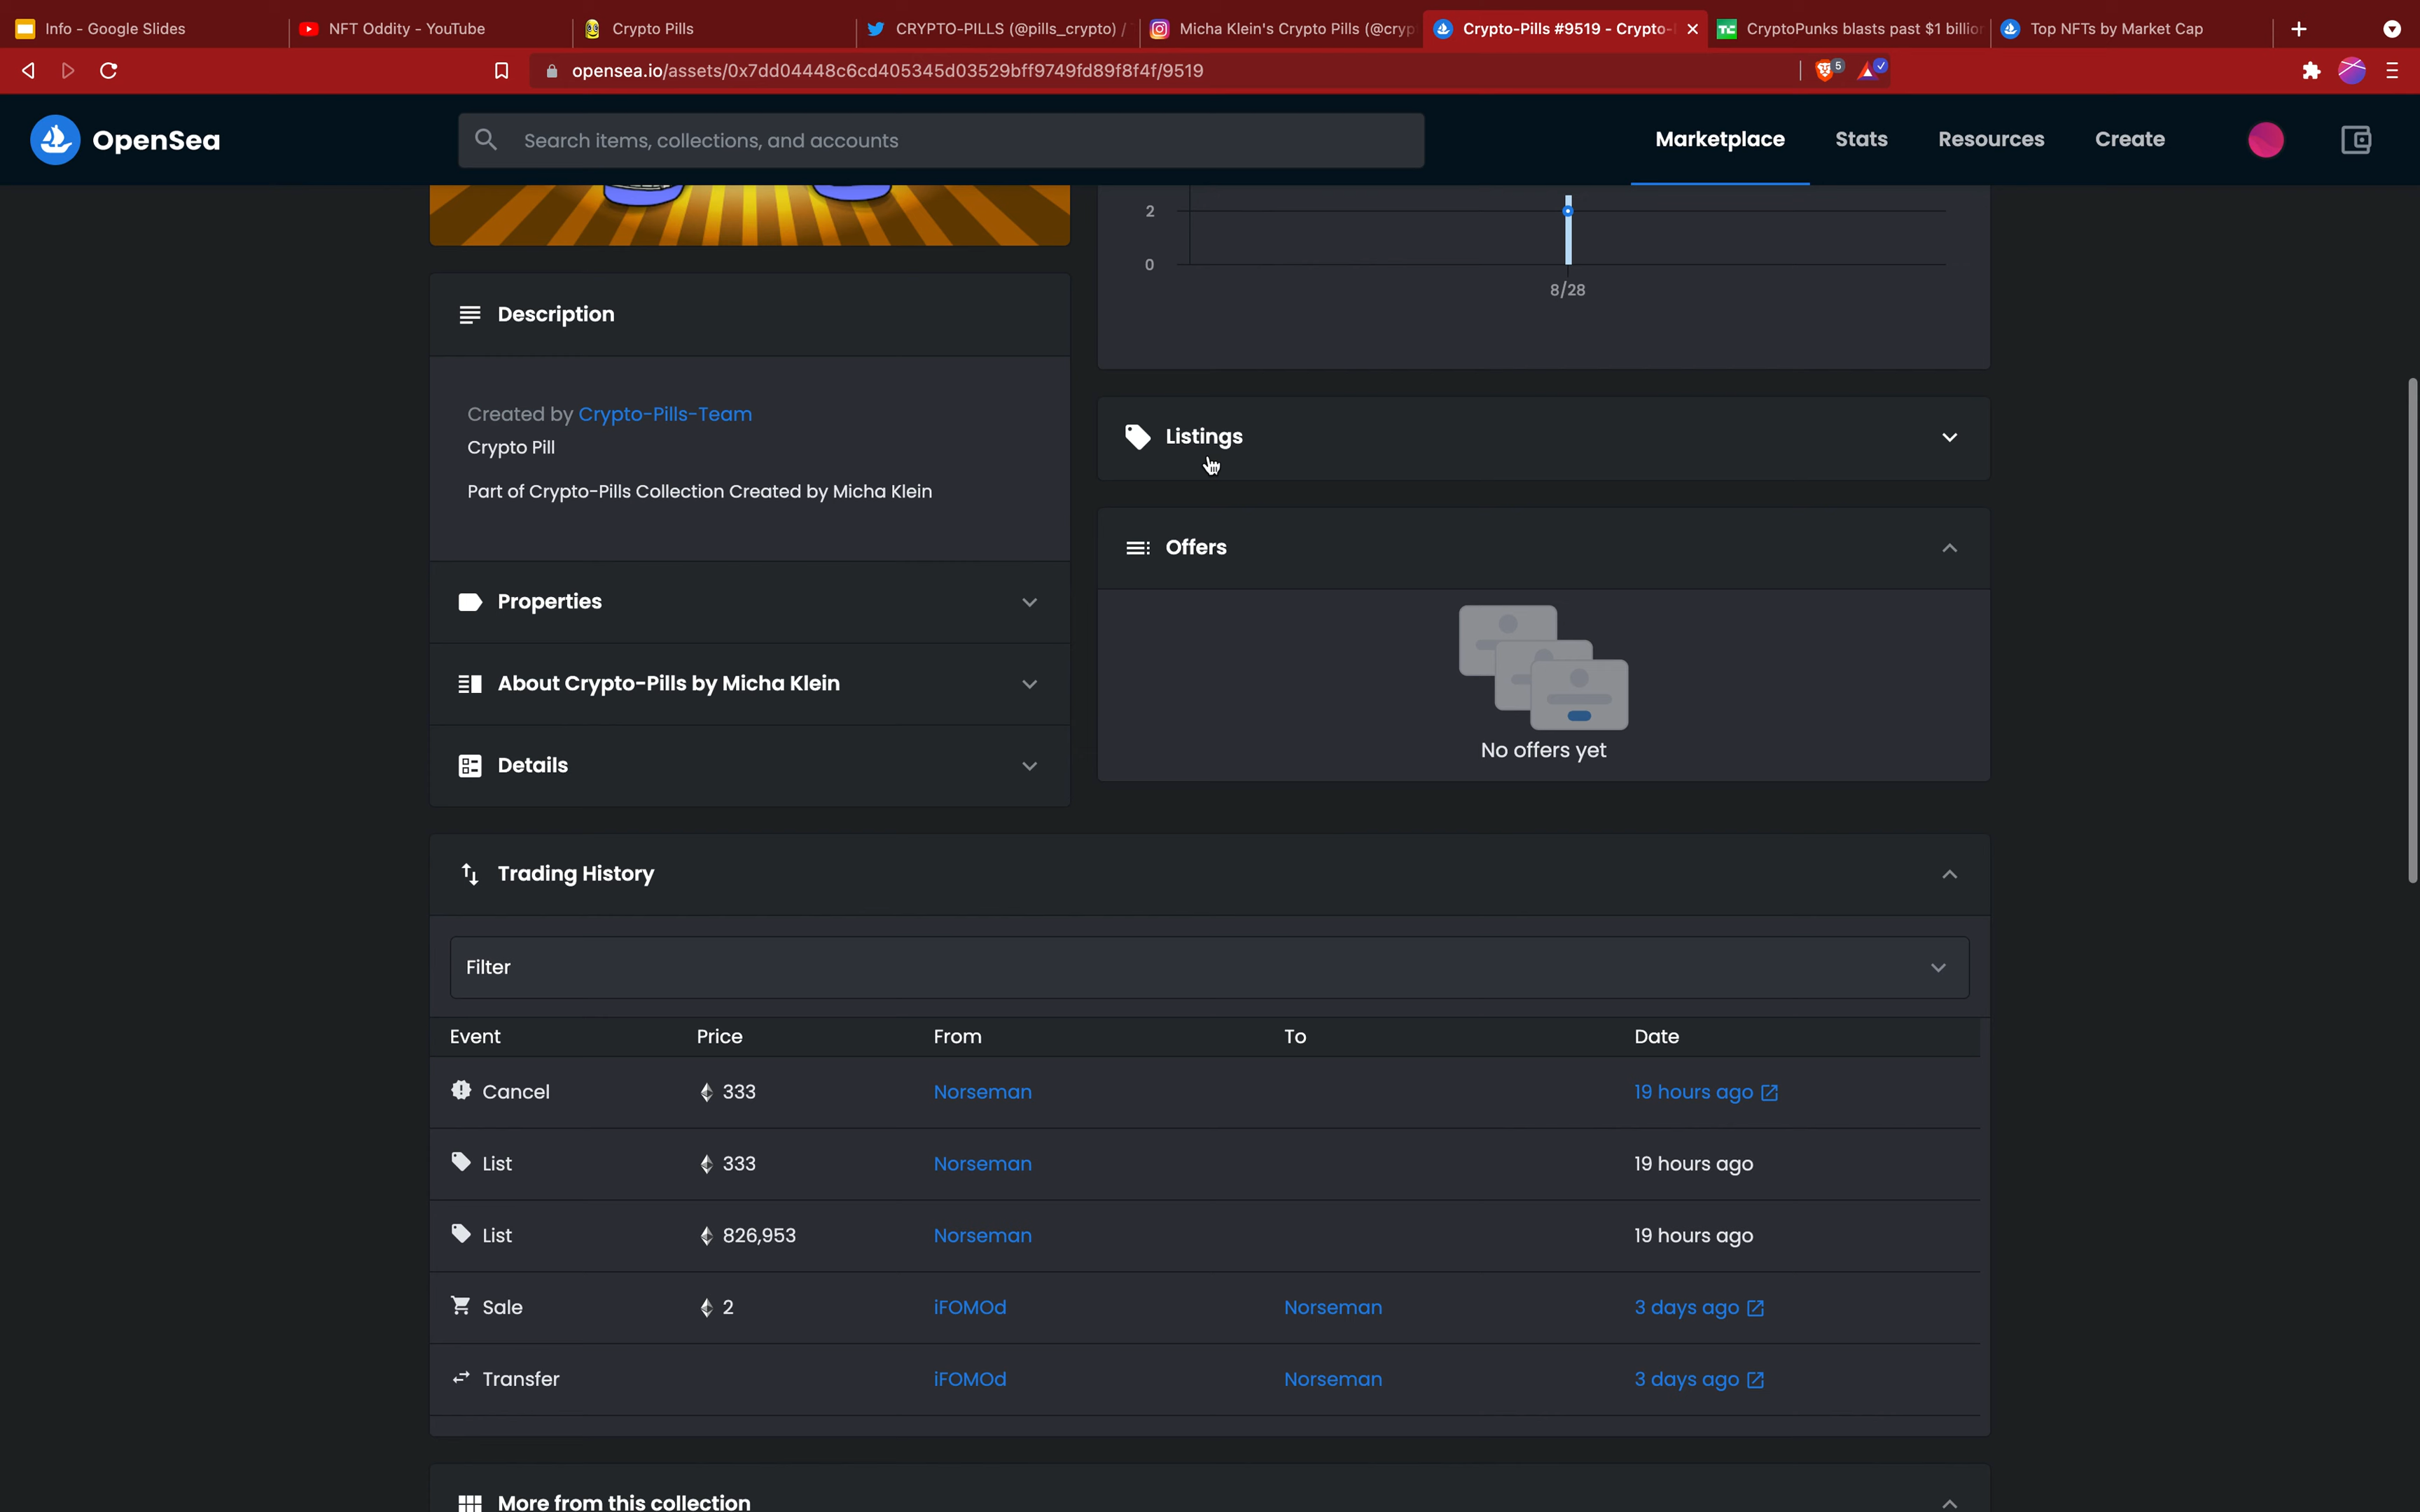 Info - Google Slides
NFT Oddity - YouTube
Crypto Pills
CRYPTO-PILLS (@pills_crypto) /
Micha Klein's Crypto Pills (@cryp
Crypto-Pills #9519 - Crypto-
TC CryptoPunks blasts past $1 billion
Top NFTs by Market Cap
opensea.io/assets/0x7dd04448c6cd405345d03529bff9749fd89f8f4f/9519
5
OpenSea
Search items, collections, and accounts
Marketplace
Stats
Resources
Create
2
0
8/28
Description
Created by Crypto-Pills-Team
Crypto Pill
Part of Crypto-Pills Collection Created by Micha Klein
Properties
About Crypto-Pills by Micha Klein
Details
Listings
Offers
No offers yet
Trading History
Filter
Event Price From To Date
Cancel 333 Norseman 19 hours ago
List 333 Norseman 19 hours ago
List 826,953 Norseman 19 hours ago
Sale 2 iFOMOd Norseman 3 days ago
Transfer iFOMOd Norseman 3 days ago
More from this collection